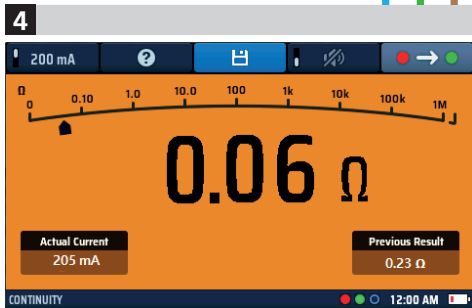 4
200 mA ?
Ω
0 0.10 1.0 10.0 100 1k 10k 100k 1M
0.06 Ω
Actual Current
205 mA
Previous Result
0.23 Ω
CONTINUITY 12:00 AM